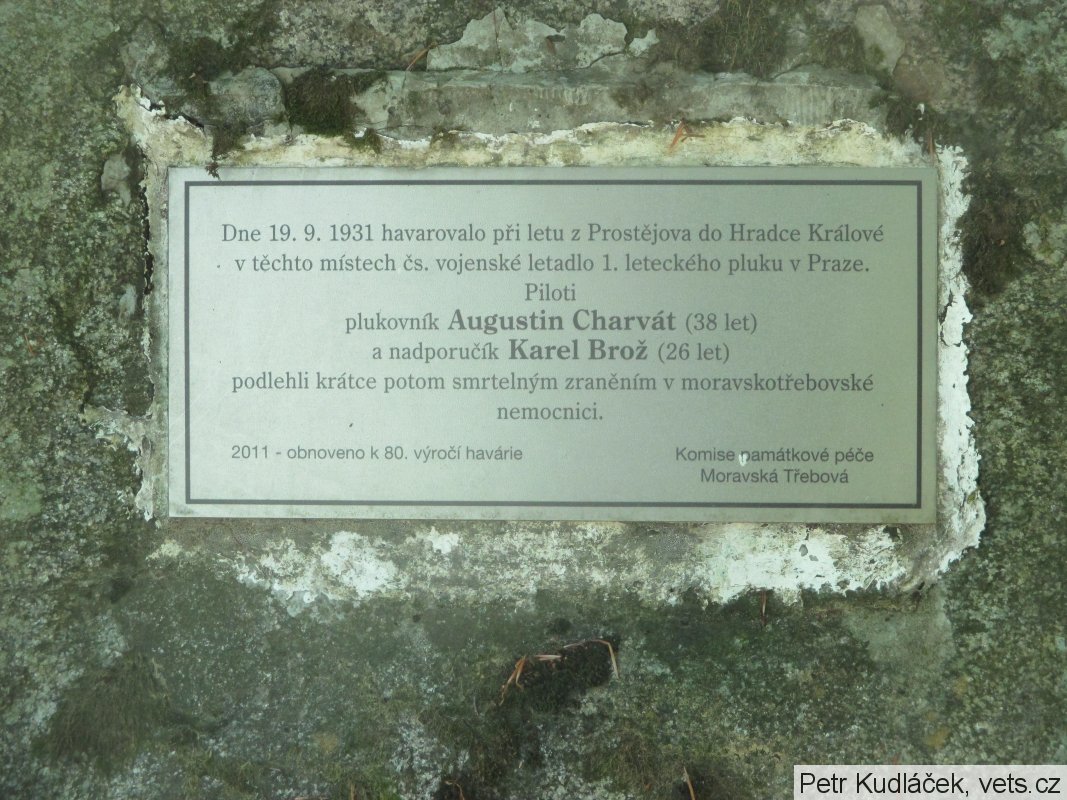 Dne 19. 9. 1931 havarovalo při letu z Prostějova do Hradce Králové
v těchto místech čs. vojenské letadlo 1. leteckého pluku v Praze.
Piloti
plukovník Augustin Charvát (38 let)
a nadporučík Karel Brož (26 let)
podlehli krátce potom smrtelným zraněním v moravskotřebovské
nemocnici.
2011 - obnoveno k 80. výročí havárie
Komise památkové péče
Moravská Třebová
Petr Kudláček, vets.cz